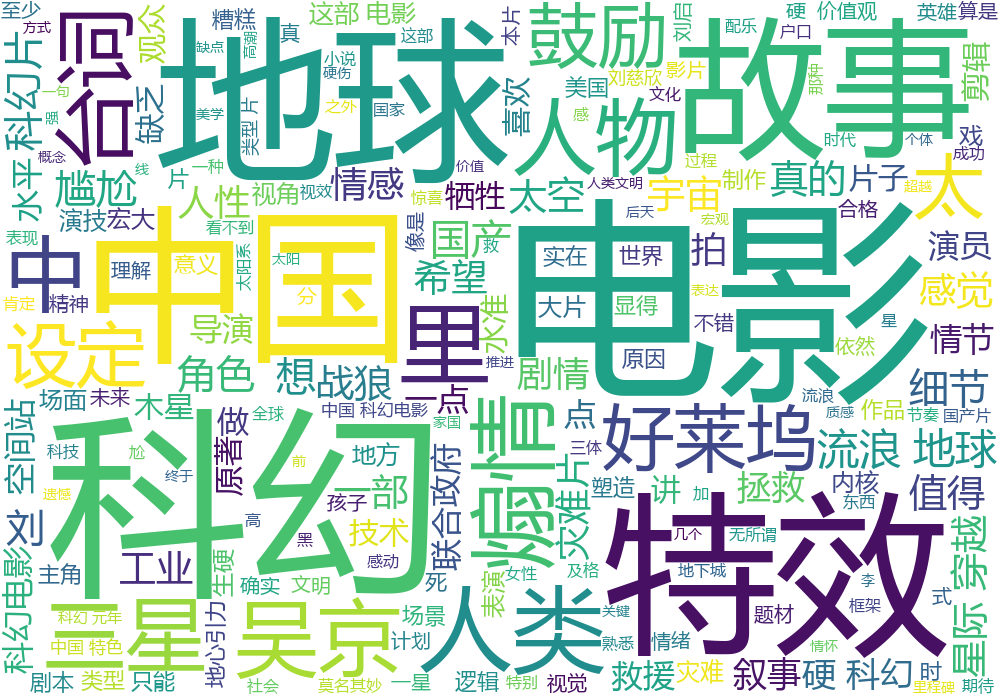 至少
方式
缺点
高潮
糟糕
这部 电影
真
小说
硬伤
这部
本片
鼓励
刘启
配乐
硬
价值观
户口
英雄
算是
科幻片
一句
强
台词
观众
地球
之外
国家
喜欢
美国
刘慈欣
影片
文化
故事
那种
剪辑
概念
缺乏
美学
类型 片
感
人物
时代
个体
戏
成功
水平
尴尬
线
片
一种
情感
价值
牺牲
太空
人类文明
过程
宇宙
制作
真的
片子
超越
太
演技
宏大
人性
视角
视效
惊喜
后天
宏观
合格
表现
看不到
像是
国产
救
实在
世界
拍
演员
中
理解
意义
太阳系
太阳
中国
希望
电影
表达
星
感觉
肯定
精神
分
大片
显得
不错
依然
设定
导演
里
水准
原因
情节
角色
想
战狼
推进
剧情
细节
场面
未来
木星
一点
点
流浪
作品
质感
节奏
国产片
空间站
做
全球
中国 科幻电影
家国
煽情
好莱坞
流浪 地球
科技
尬
原著
地方
三体
灾难片
内核
东西
值得
遗憾
终于
科幻
前
一部
联合政府
塑造
讲
加
拯救
刘
高
孩子
技术
特效
几个
无所谓
星际 穿越
科幻电影
主角
工业
生硬
黑
感动
死
女性
及格
地下城
李
框架
式
确实
文明
场景
表演
人类
关键
题材
科幻 元年
中国 特色
三星
地心引力
吴京
计划
熟悉
情绪
情怀
剧本
类型
只能
社会
莫名其妙
一星
逻辑
特别
视觉
救援
灾难
叙事
硬 科幻
时
里程碑
期待